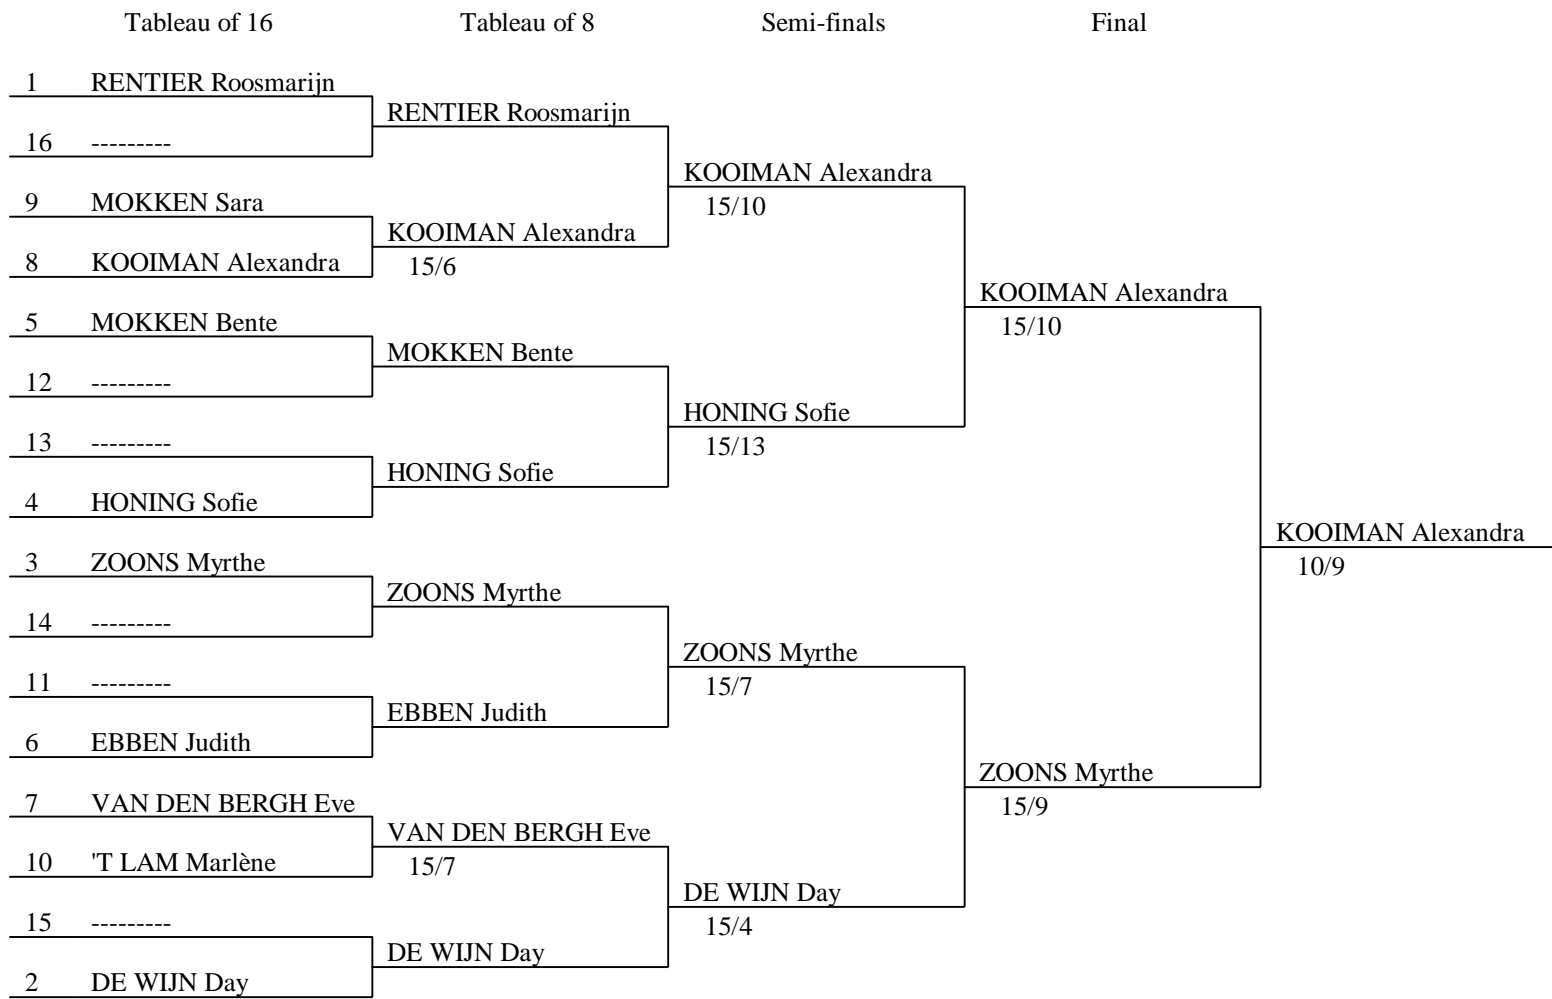 Tableau of 16 Tableau of 8 Semi-finals Final
1 RENTIER Roosmarijn
RENTIER Roosmarijn
16 ---------
KOOIMAN Alexandra
15/10
9 MOKKEN Sara
KOOIMAN Alexandra
8 KOOIMAN Alexandra
15/6
KOOIMAN Alexandra
15/10
5 MOKKEN Bente
MOKKEN Bente
12 ---------
HONING Sofie
15/13
13 ---------
HONING Sofie
4 HONING Sofie
KOOIMAN Alexandra
10/9
3 ZOONS Myrthe
ZOONS Myrthe
14 ---------
ZOONS Myrthe
15/7
11 ---------
EBBEN Judith
6 EBBEN Judith
ZOONS Myrthe
15/9
7 VAN DEN BERGH Eve
VAN DEN BERGH Eve
10 'T LAM Marlène
15/7
DE WIJN Day
15/4
15 ---------
DE WIJN Day
2 DE WIJN Day